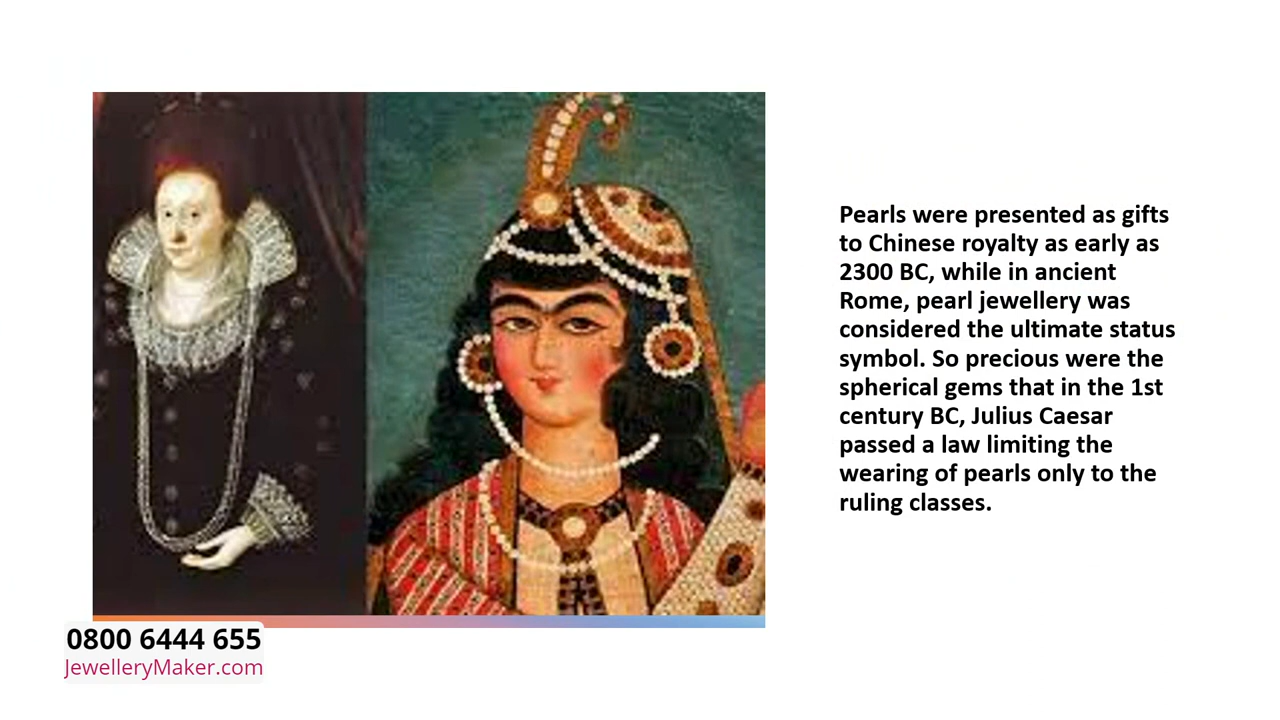 Pearls were presented as gifts
to Chinese royalty as early as
2300 BC, while in ancient
Rome, pearl jewellery was
considered the ultimate status
symbol. So precious were the
spherical gems that in the 1st
century BC, Julius Caesar
passed a law limiting the
wearing of pearls only to the
ruling classes.
0800 6444 655
JewelleryMaker.com